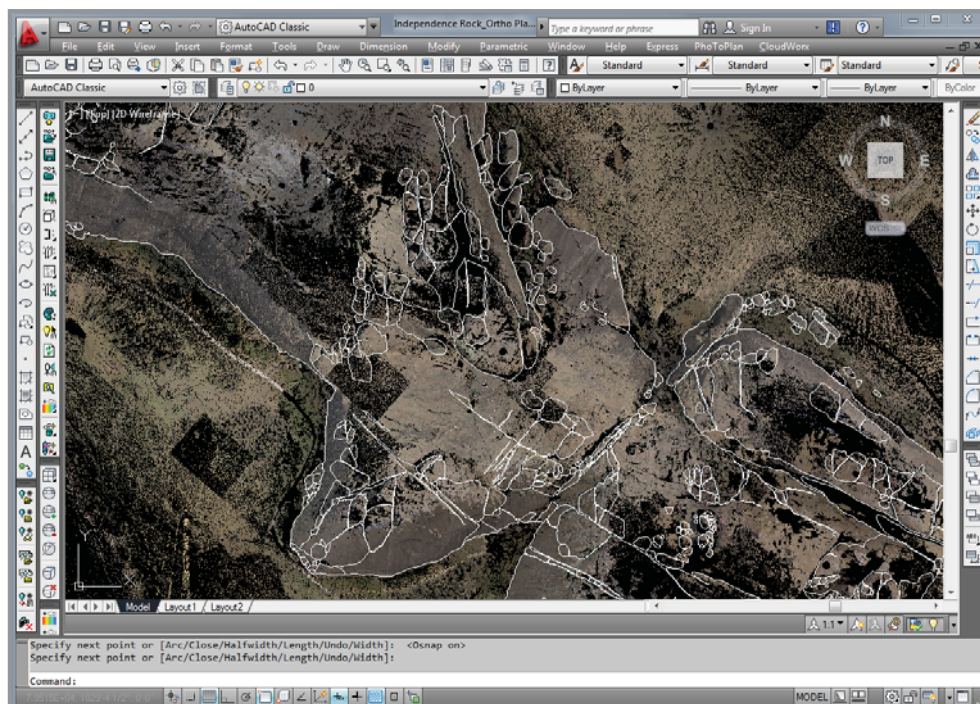 AutoCAD Classic Independence Rock_Ortho Pla... Type a keyword or phrase Sign In
File Edit View Insert Format Tools Draw Dimension Modify Parametric Window Help Express PhoToPlan CloudWorx
Standard Standard Standard
AutoCAD Classic 0 ByLayer ByLayer ByLayer ByColor
[Top] [2D Wireframe]
N
W TOP E
S
WCS
Y
X
Model Layout1 Layout2
1:1
Specify next point or [Arc/Close/Halfwidth/Length/Undo/Width]: <Osnap on>
Specify next point or [Arc/Close/Halfwidth/Length/Undo/Width]:
Command:
MODEL